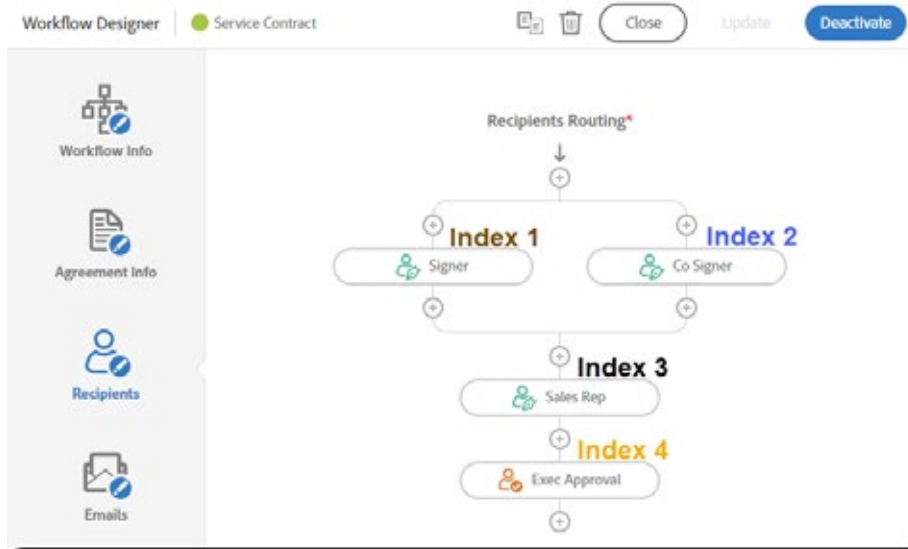 Workflow Designer Service Contract Close Update Deactivate
Workflow Info
Agreement Info
Recipients
Emails
Recipients Routing*
Index 1 Index 2
Signer Co Signer
Index 3
Sales Rep
Index 4
Exec Approval